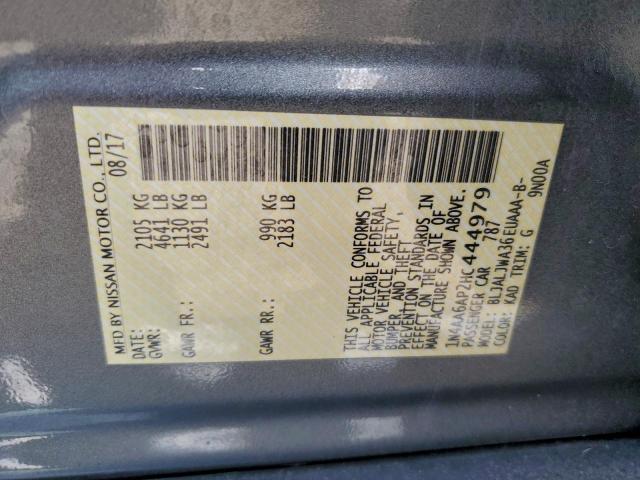 MFD BY NISSAN MOTOR CO., LTD.
DATE: 08/17
GVWR: 2105 KG
4641 LB
GAWR FR.: 1130 KG
2491 LB
GAWR RR.: 990 KG
2183 LB
THIS VEHICLE CONFORMS TO
ALL APPLICABLE FEDERAL
MOTOR VEHICLE SAFETY,
BUMPER, AND THEFT
PREVENTION STANDARDS IN
EFFECT ON THE DATE OF
MANUFACTURE SHOWN ABOVE.
1N4AA6AP2HC444979
PASSENGER CAR 787
MODEL: BLJALJWA36EUAAA-B-
COLOR: KAD TRIM: G 9N00A